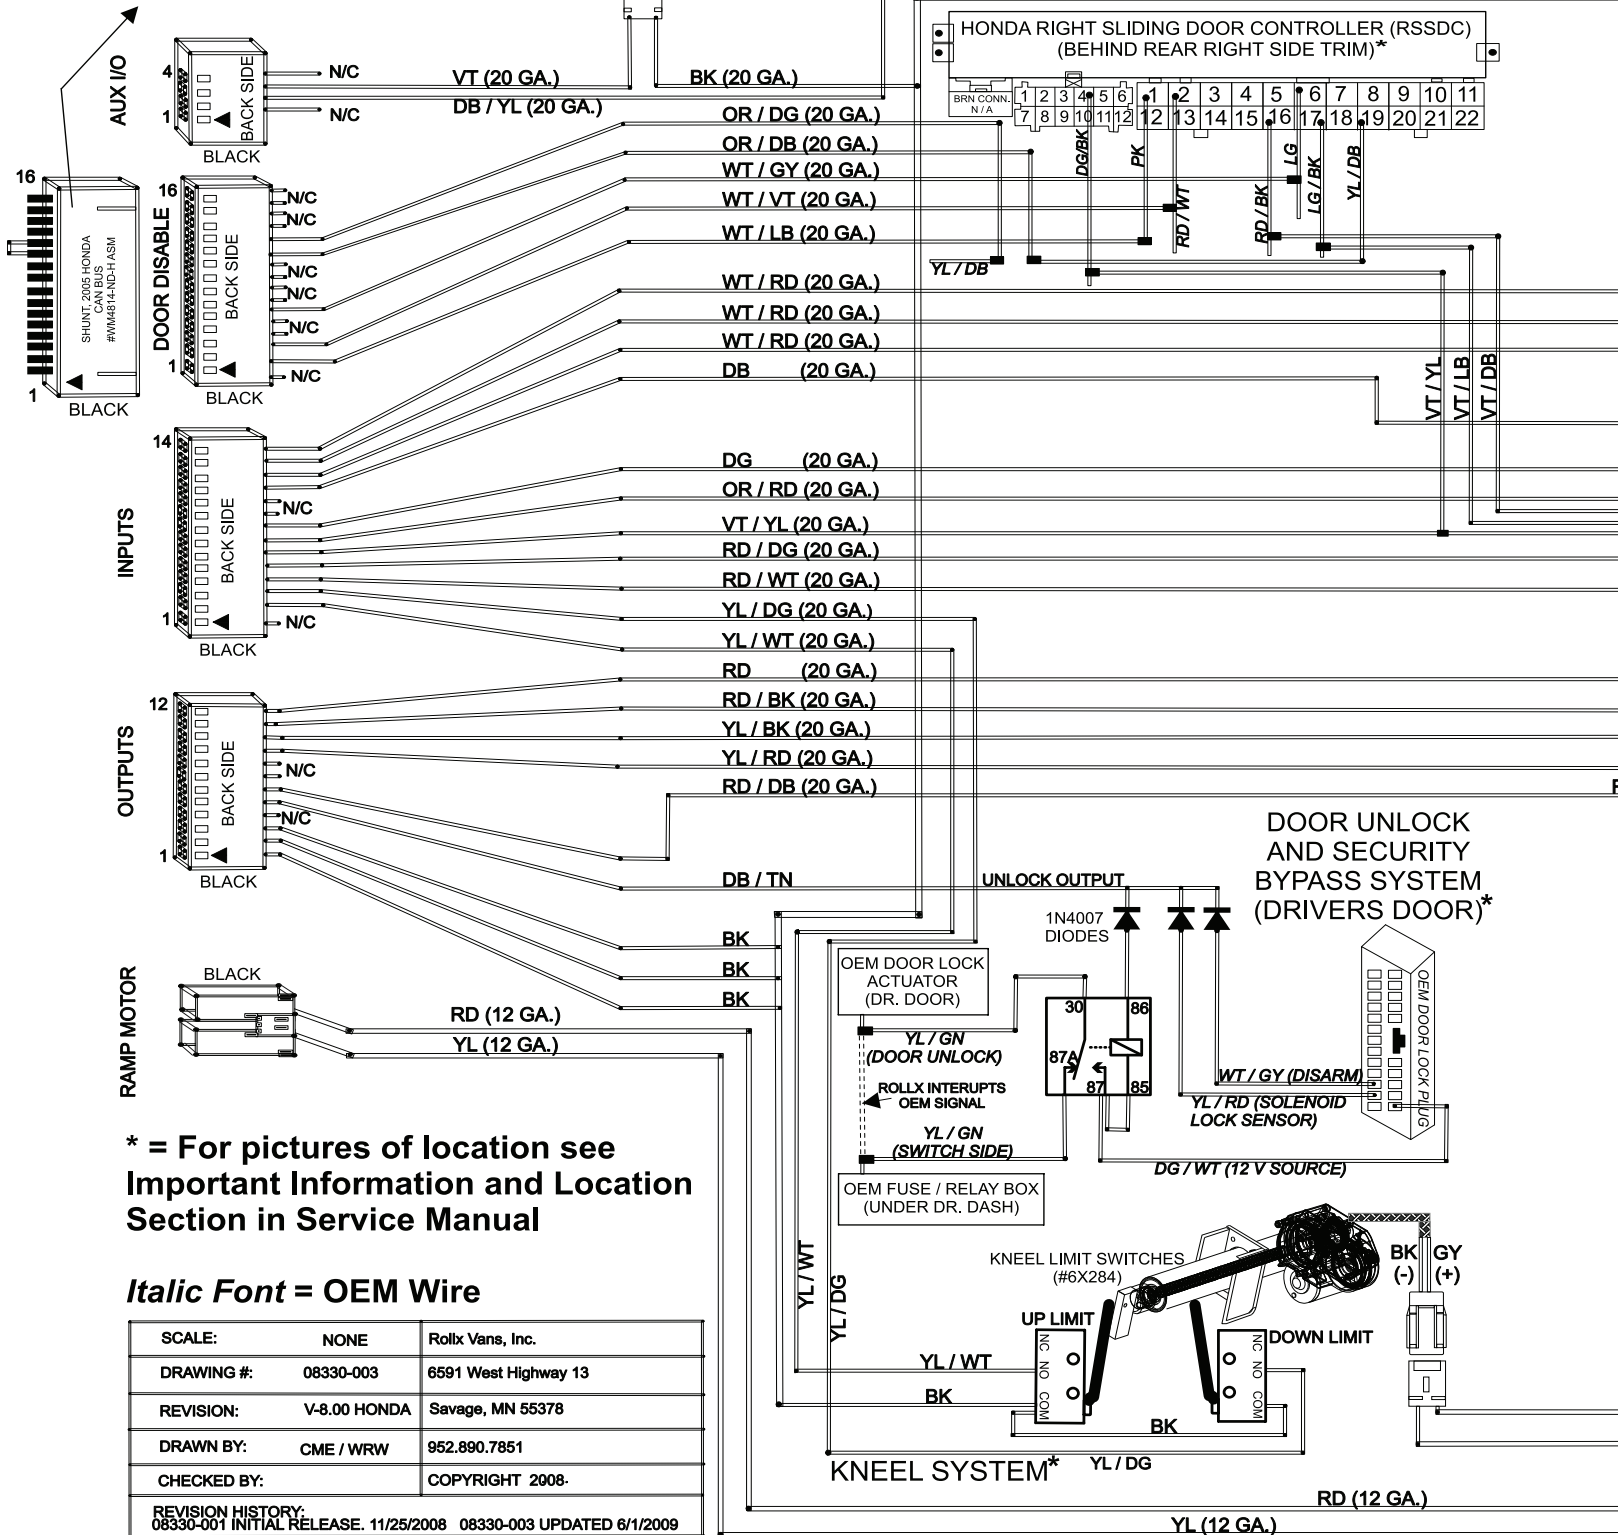 HONDA RIGHT SLIDING DOOR CONTROLLER (RSSDC)
(BEHIND REAR RIGHT SIDE TRIM)*
BRN CONN.
N / A
1 2 3 4 5 6
7 8 9 10 11 12
1 2 3 4 5 6 7 8 9 10 11
12 13 14 15 16 17 18 19 20 21 22
DG/BK
PK
RD / WT
RD / BK
LG
LG / BK
YL / DB
YL / DB
AUX I/O
4
1
BACK SIDE
BLACK
N/C
N/C
VT (20 GA.)
BK (20 GA.)
DB / YL (20 GA.)
16
1
SHUNT, 2005 HONDA
CAN BUS
#WM4814-ND-H ASM
BLACK
DOOR DISABLE
16
1
BACK SIDE
BLACK
N/C
N/C
N/C
N/C
N/C
N/C
OR / DG (20 GA.)
OR / DB (20 GA.)
WT / GY (20 GA.)
WT / VT (20 GA.)
WT / LB (20 GA.)
INPUTS
14
1
BACK SIDE
BLACK
N/C
N/C
WT / RD (20 GA.)
WT / RD (20 GA.)
WT / RD (20 GA.)
DB (20 GA.)
DG (20 GA.)
OR / RD (20 GA.)
VT / YL (20 GA.)
RD / DG (20 GA.)
RD / WT (20 GA.)
YL / DG (20 GA.)
YL / WT (20 GA.)
VT / YL
VT / LB
VT / DB
OUTPUTS
12
1
BACK SIDE
BLACK
N/C
N/C
RD (20 GA.)
RD / BK (20 GA.)
YL / BK (20 GA.)
YL / RD (20 GA.)
RD / DB (20 GA.)
DB / TN
UNLOCK OUTPUT
BK
BK
BK
RAMP MOTOR
BLACK
RD (12 GA.)
YL (12 GA.)
DOOR UNLOCK
AND SECURITY
BYPASS SYSTEM
(DRIVERS DOOR)*
1N4007
DIODES
OEM DOOR LOCK
ACTUATOR
(DR. DOOR)
30
86
87A
87
85
YL / GN
(DOOR UNLOCK)
ROLLX INTERUPTS
OEM SIGNAL
YL / GN
(SWITCH SIDE)
OEM FUSE / RELAY BOX
(UNDER DR. DASH)
OEM DOOR LOCK PLUG
WT / GY (DISARM)
YL / RD (SOLENOID
LOCK SENSOR)
DG / WT (12 V SOURCE)
* = For pictures of location see
Important Information and Location
Section in Service Manual
Italic Font = OEM Wire
YL / WT
YL / DG
KNEEL LIMIT SWITCHES
(#6X284)
BK
(-)
GY
(+)
UP LIMIT
NC NO COM
DOWN LIMIT
NC NO COM
YL / WT
BK
BK
YL / DG
KNEEL SYSTEM*
RD (12 GA.)
YL (12 GA.)
SCALE: NONE
Rollx Vans, Inc.
DRAWING #: 08330-003
6591 West Highway 13
REVISION: V-8.00 HONDA
Savage, MN 55378
DRAWN BY: CME / WRW
952.890.7851
CHECKED BY:
COPYRIGHT 2008-
REVISION HISTORY:
08330-001 INITIAL RELEASE. 11/25/2008 08330-003 UPDATED 6/1/2009